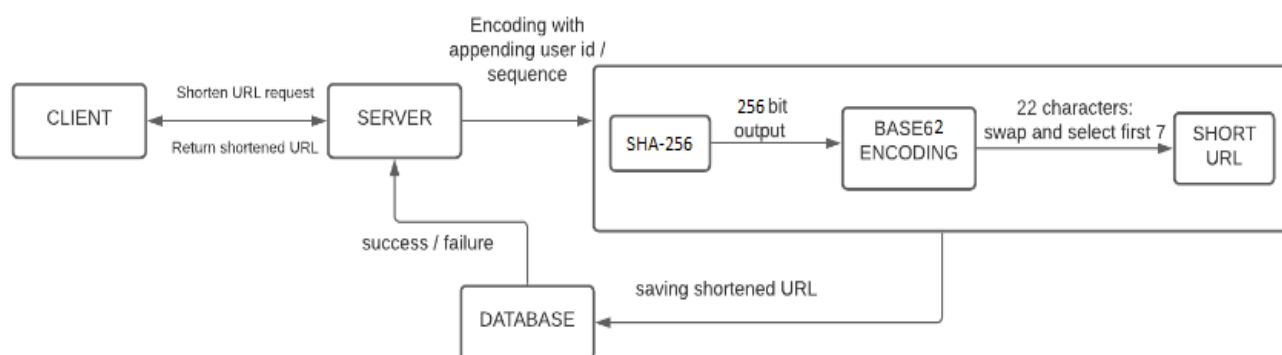 Encoding with
appending user id /
sequence
CLIENT
Shorten URL request
Return shortened URL
SERVER
SHA-256
256 bit
output
BASE62
ENCODING
22 characters:
swap and select first 7
SHORT
URL
success / failure
saving shortened URL
DATABASE